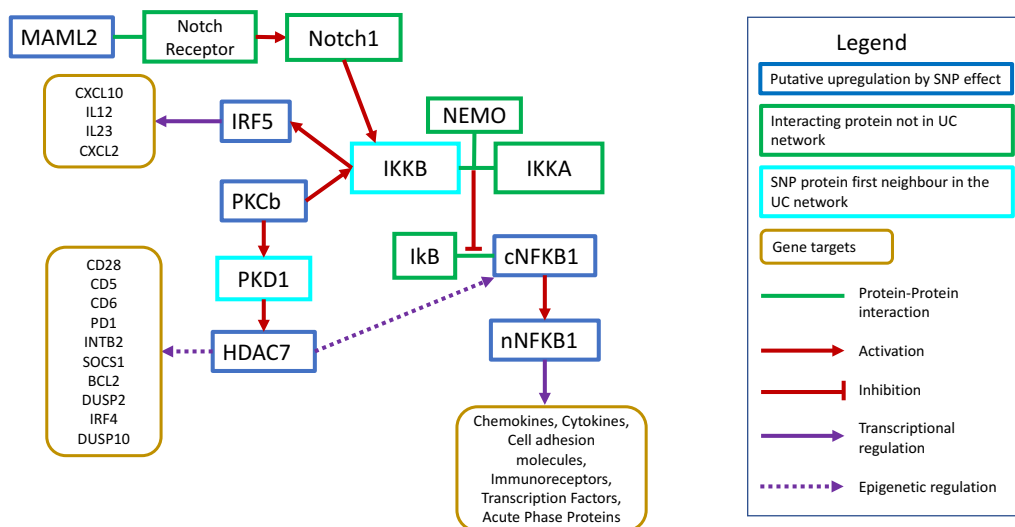 MAML2
Notch
Receptor
Notch1
CXCL10
IL12
IL23
CXCL2
IRF5
NEMO
IKKB
IKKA
PKCb
IkB
cNFKB1
PKD1
CD28
CD5
CD6
PD1
INTB2
SOCS1
BCL2
DUSP2
IRF4
DUSP10
HDAC7
nNFKB1
Chemokines, Cytokines,
Cell adhesion
molecules,
Immunoreceptors,
Transcription Factors,
Acute Phase Proteins
Legend
Putative upregulation by SNP effect
Interacting protein not in UC
network
SNP protein first neighbour in the
UC network
Gene targets
Protein-Protein
interaction
Activation
Inhibition
Transcriptional
regulation
Epigenetic regulation